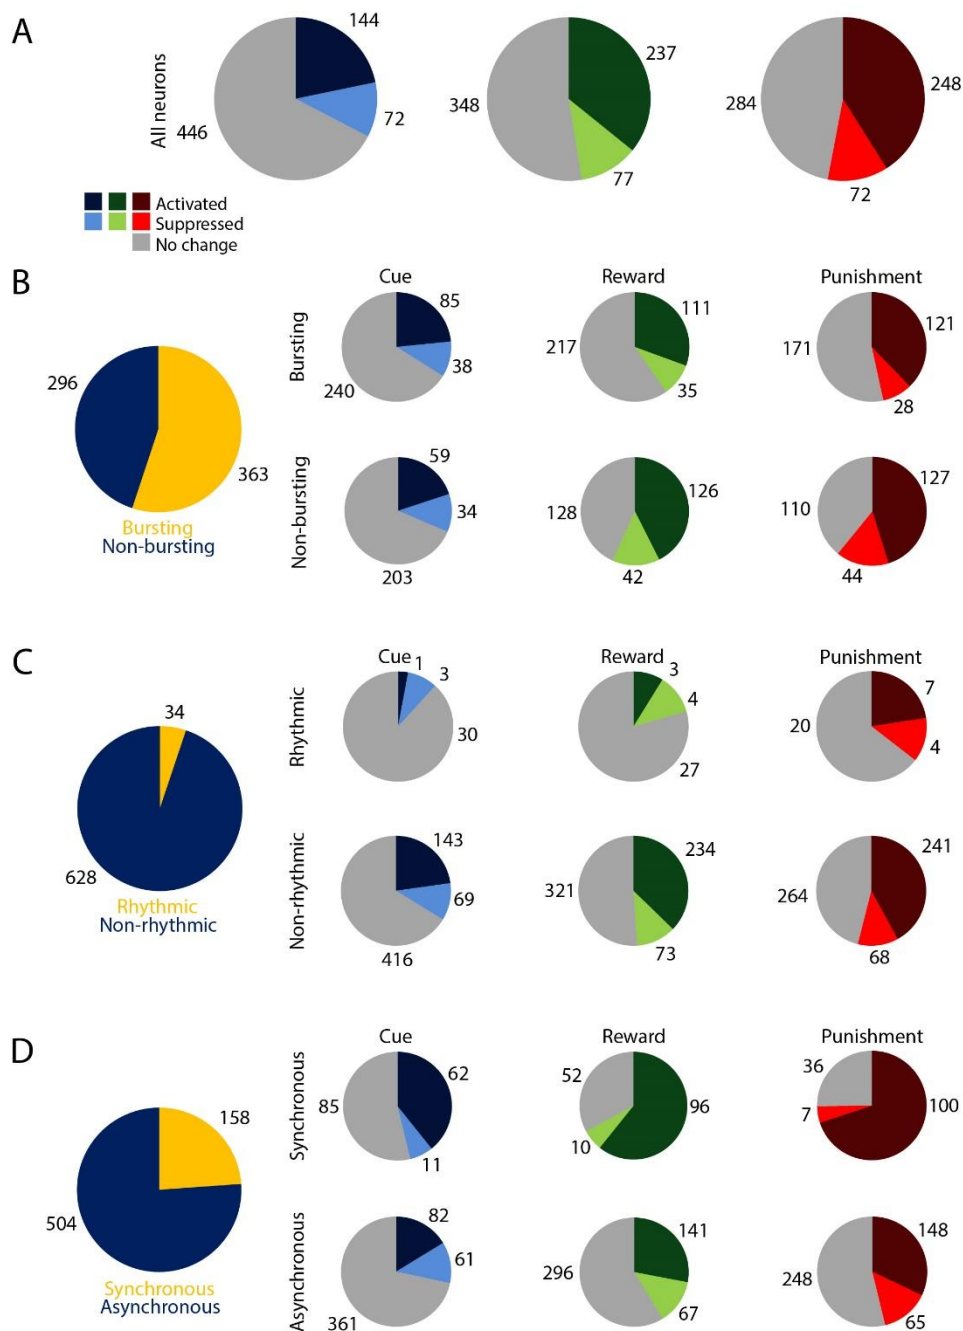 A
All neurons
144
72
446
237
77
348
248
72
284
Activated
Suppressed
No change
B
296
363
Bursting
Non-bursting
Cue
Reward
Punishment
Bursting
85
38
240
111
35
217
121
28
171
Non-bursting
59
34
203
126
42
128
127
44
110
C
34
628
Rhythmic
Non-rhythmic
Cue
Reward
Punishment
Rhythmic
1
3
30
3
4
27
7
4
20
Non-rhythmic
143
69
416
234
73
321
241
68
264
D
158
504
Synchronous
Asynchronous
Cue
Reward
Punishment
Synchronous
62
11
85
96
10
52
100
7
36
Asynchronous
82
61
361
141
67
296
148
65
248